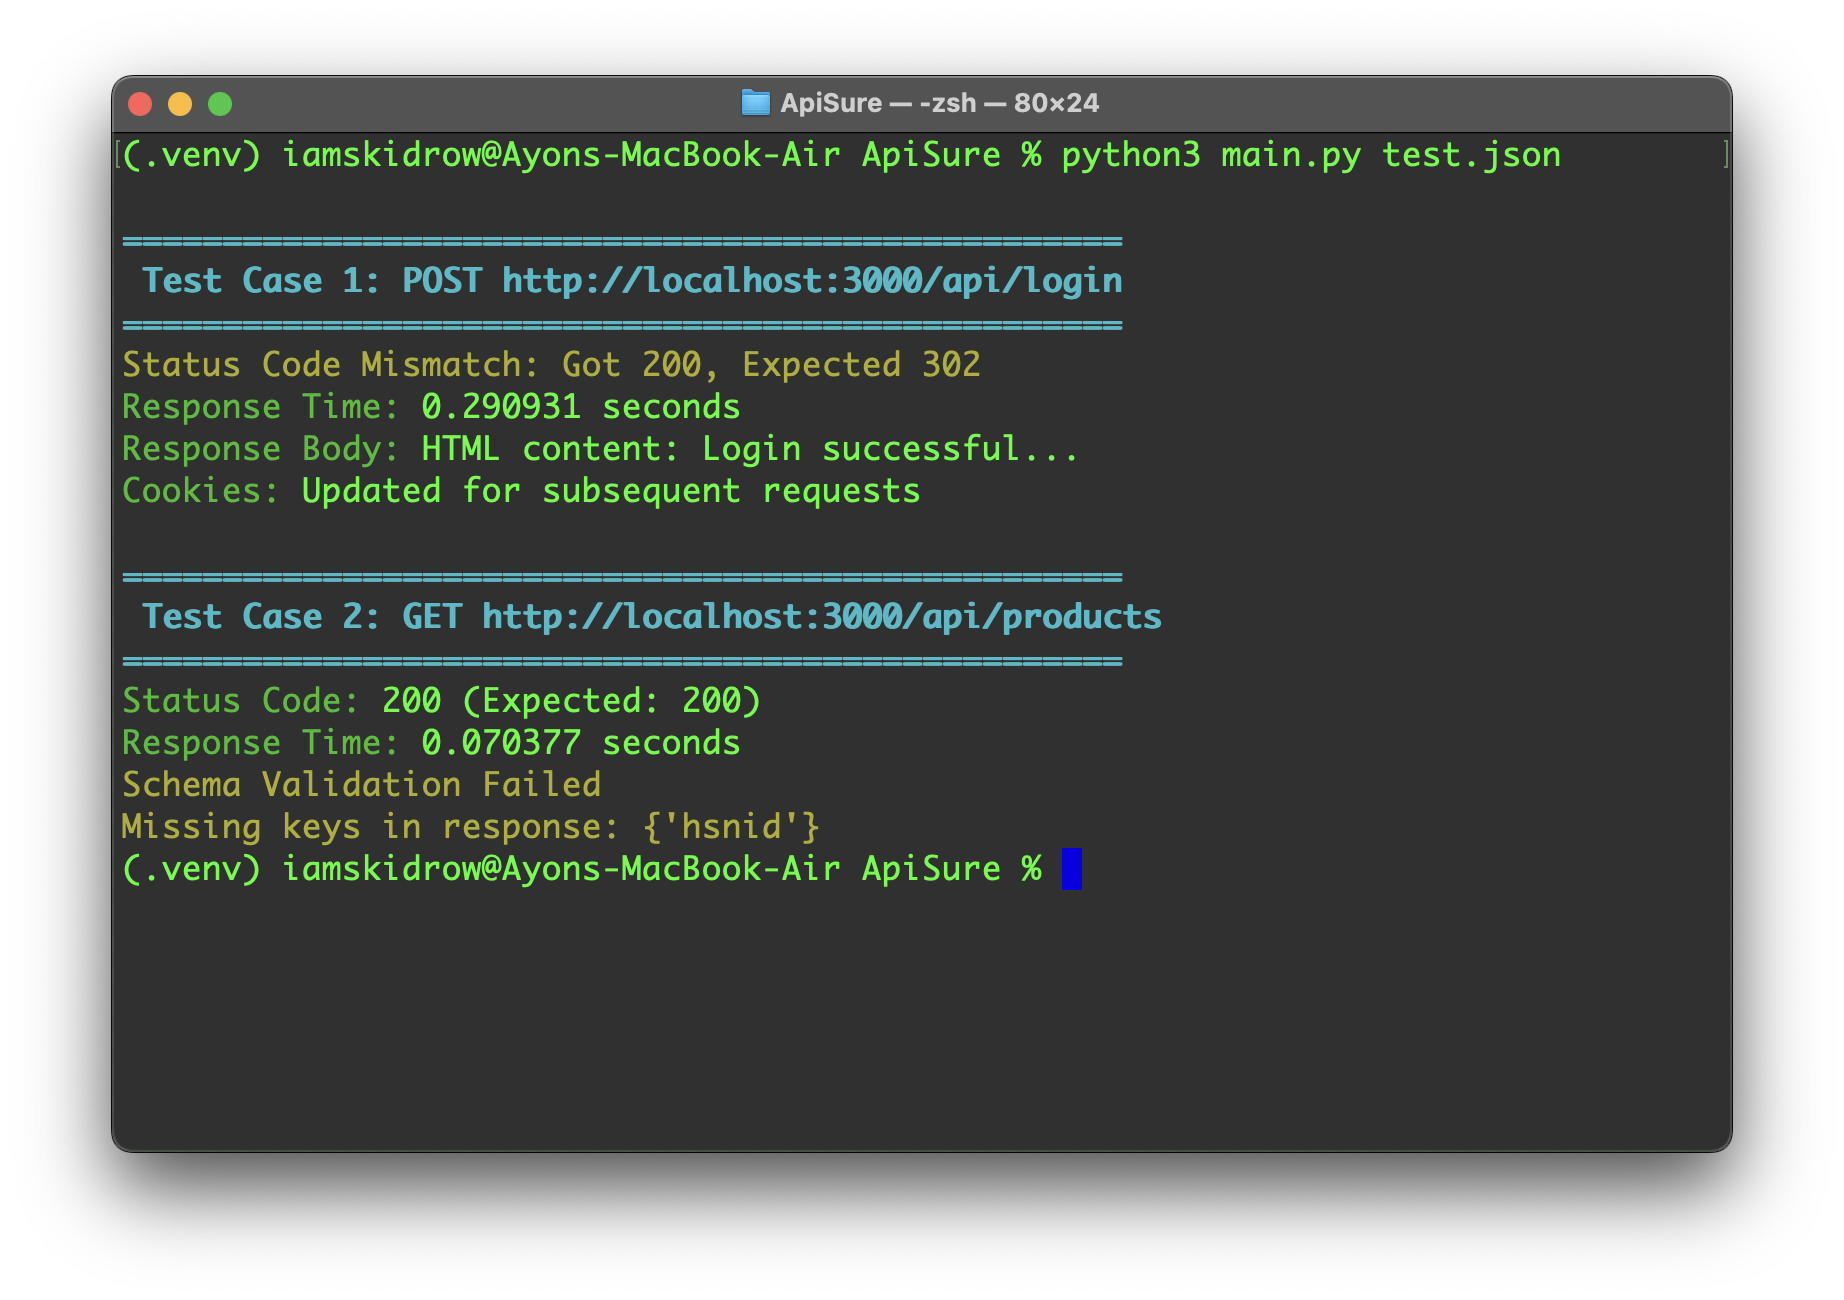 ApiSure — -zsh — 80×24
[(.venv) iamskidrow@Ayons-MacBook-Air ApiSure % python3 main.py test.json ]
==================================================
Test Case 1: POST http://localhost:3000/api/login
==================================================
Status Code Mismatch: Got 200, Expected 302
Response Time: 0.290931 seconds
Response Body: HTML content: Login successful...
Cookies: Updated for subsequent requests
==================================================
Test Case 2: GET http://localhost:3000/api/products
==================================================
Status Code: 200 (Expected: 200)
Response Time: 0.070377 seconds
Schema Validation Failed
Missing keys in response: {'hsnid'}
(.venv) iamskidrow@Ayons-MacBook-Air ApiSure %